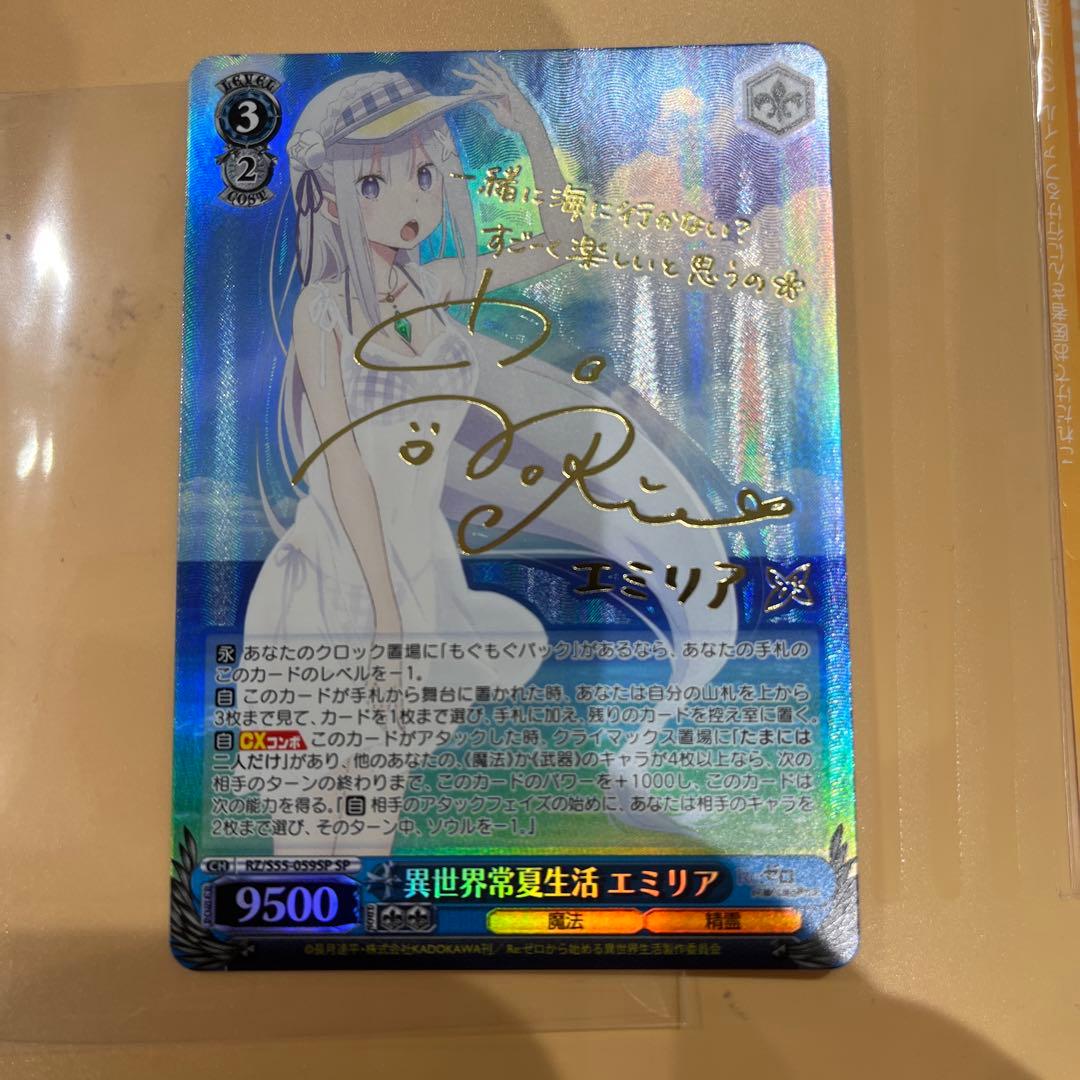 LEVEL
3
2
COST
一緒に海に行かない?
すごーく楽しいと思うの
エミリア
永 あなたのクロック置場に「もぐもぐパック」があるなら、あなたの手札の
このカードのレベルを-1。
自 このカードが手札から舞台に置かれた時、あなたは自分の山札を上から
3枚まで見て、カードを1枚まで選び、手札に加え、残りのカードを控え室に置く。
自 CXコンボ このカードがアタックした時、クライマックス置場に「たまには
二人だけ」があり、他のあなたの、《魔法》か《武器》のキャラが4枚以上なら、次の
相手のターンの終わりまで、このカードのパワーを+1000し、このカードは
次の能力を得る。『自 相手のアタックフェイズの始めに、あなたは相手のキャラを
2枚まで選び、そのターン中、ソウルを-1。』
CH RZ/S55-059SP SP
POWER 9500
異世界常夏生活 エミリア
SOUL
魔法 精霊
©長月達平・株式会社KADOKAWA刊/Re:ゼロから始める異世界生活製作委員会